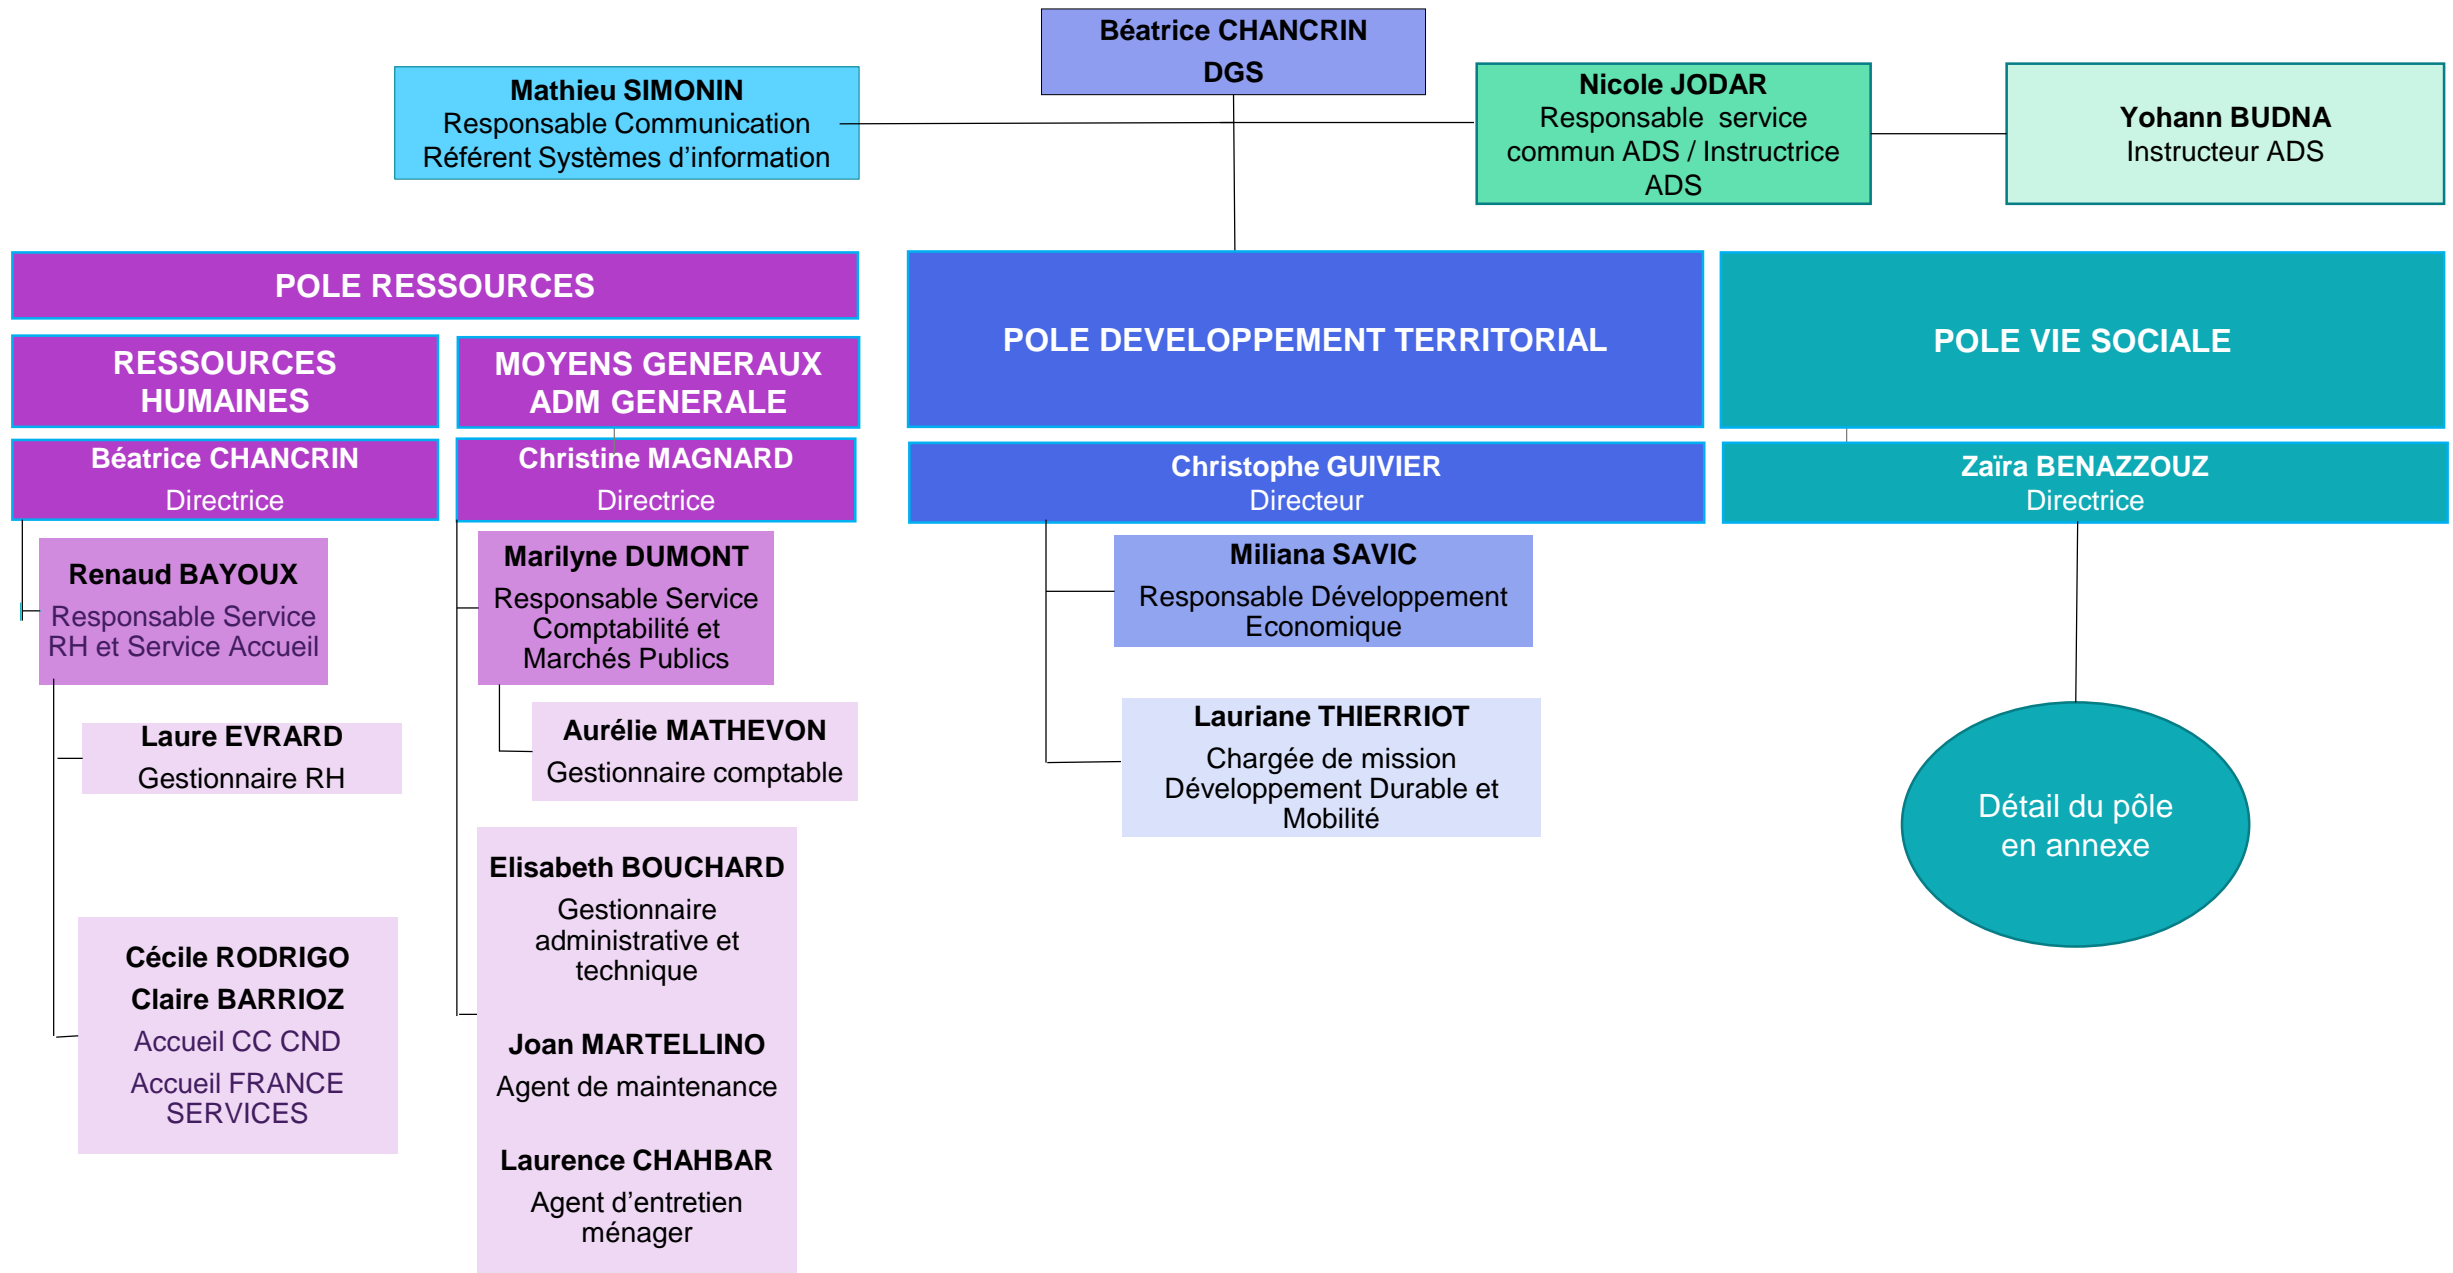 Béatrice CHANCRIN
DGS
Mathieu SIMONIN
Responsable Communication
Référent Systèmes d’information
Nicole JODAR
Responsable service
commun ADS / Instructrice
ADS
Yohann BUDNA
Instructeur ADS
POLE RESSOURCES
RESSOURCES
HUMAINES
Béatrice CHANCRIN
Directrice
Renaud BAYOUX
Responsable Service
RH et Service Accueil
Laure EVRARD
Gestionnaire RH
Cécile RODRIGO
Claire BARRIOZ
Accueil CC CND
Accueil FRANCE
SERVICES
MOYENS GENERAUX
ADM GENERALE
Christine MAGNARD
Directrice
Marilyne DUMONT
Responsable Service
Comptabilité et
Marchés Publics
Aurélie MATHEVON
Gestionnaire comptable
Elisabeth BOUCHARD
Gestionnaire
administrative et
technique
Joan MARTELLINO
Agent de maintenance
Laurence CHAHBAR
Agent d’entretien
ménager
POLE DEVELOPPEMENT TERRITORIAL
Christophe GUIVIER
Directeur
Miliana SAVIC
Responsable Développement
Economique
Lauriane THIERRIOT
Chargée de mission
Développement Durable et
Mobilité
POLE VIE SOCIALE
Zaïra BENAZZOUZ
Directrice
Détail du pôle
en annexe